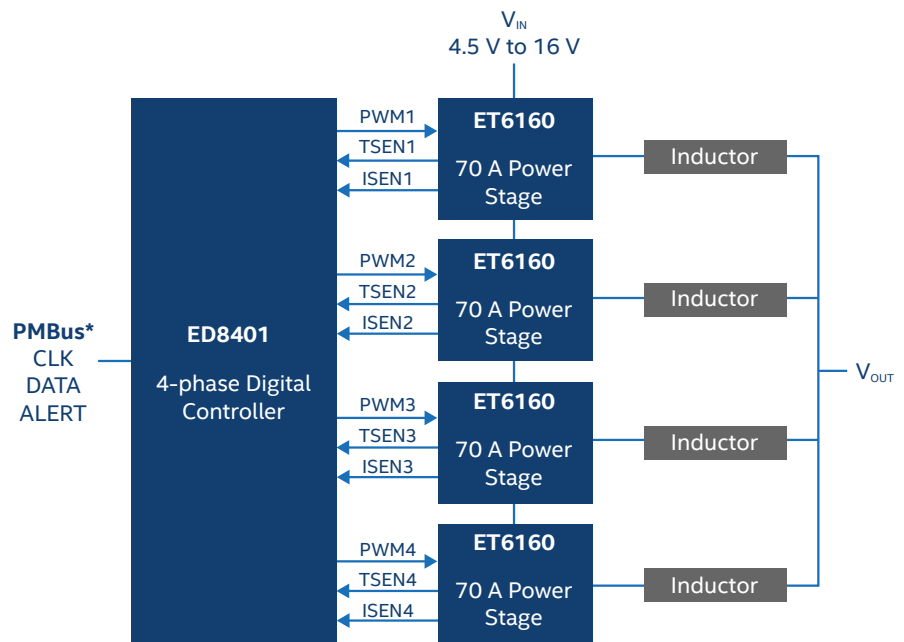 V_IN
4.5 V to 16 V
PMBus*
CLK
DATA
ALERT
ED8401
4-phase Digital
Controller
PWM1
TSEN1
ISEN1
ET6160
70 A Power
Stage
Inductor
PWM2
TSEN2
ISEN2
ET6160
70 A Power
Stage
Inductor
PWM3
TSEN3
ISEN3
ET6160
70 A Power
Stage
Inductor
PWM4
TSEN4
ISEN4
ET6160
70 A Power
Stage
Inductor
V_OUT